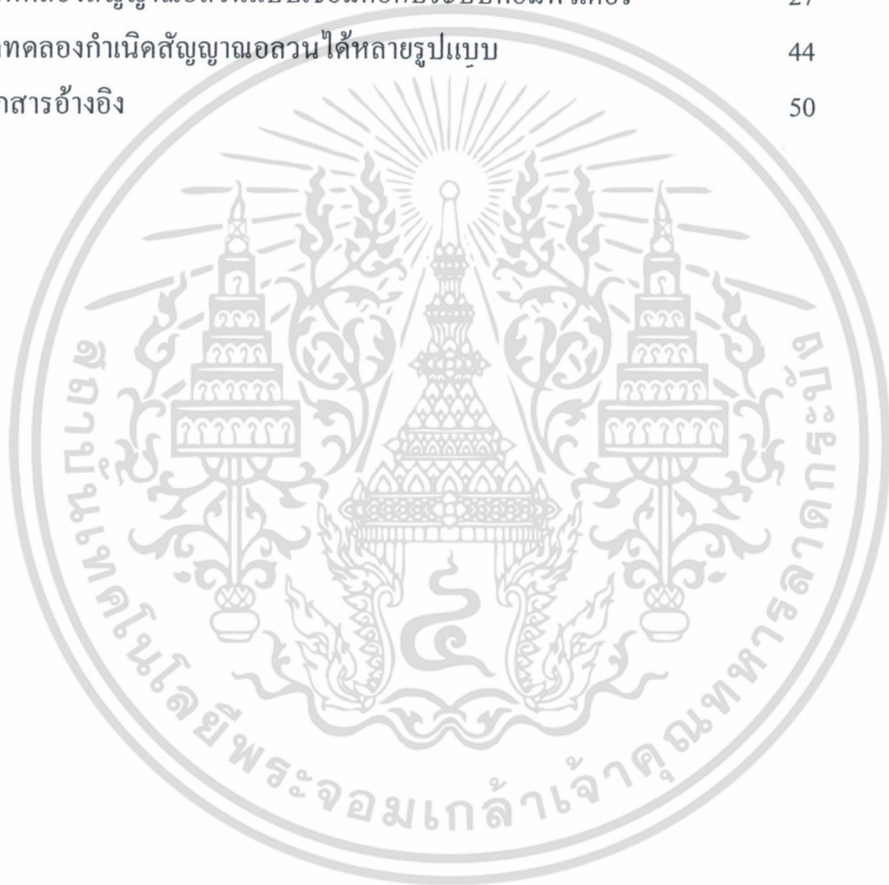 27
ทดลองกำเนิดสัญญาณอลวนได้หลายรูปแบบ 44
กสารอ้างอิง 50
สถาบันเทคโนโลยีพระจอมเกล้าเจ้าคุณทหารลาดกระบัง